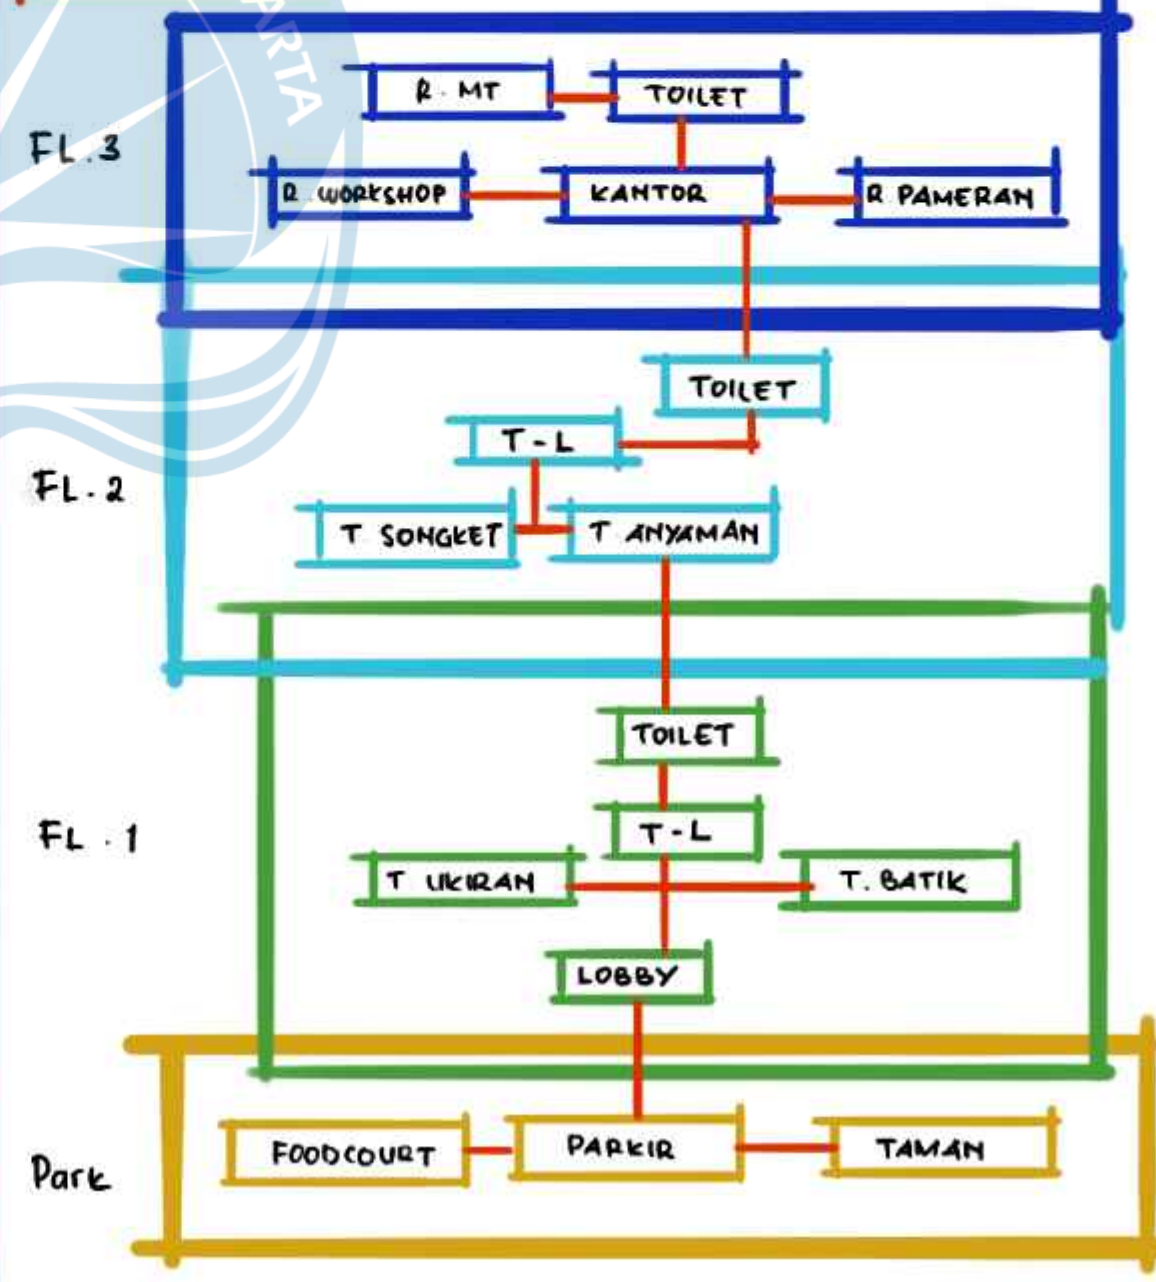 ARTA
R. MT
TOILET
FL.3
R. WORKSHOP
KANTOR
R PAMERAN
TOILET
T-L
FL.2
T SONGKET
T ANYAMAN
TOILET
FL.1
T-L
T UKIRAN
T. BATIK
LOBBY
FOODCOURT
PARKIR
TAMAN
Park